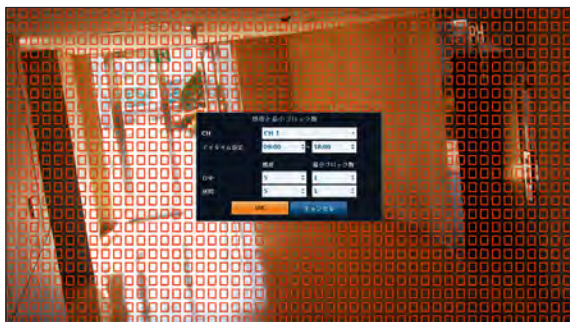 感度と最小ブロック数
CH CH 1
デイタイム設定 09:00 - 18:00
感度 最小ブロック数
日中 5 1
夜間 5 1
キャンセル